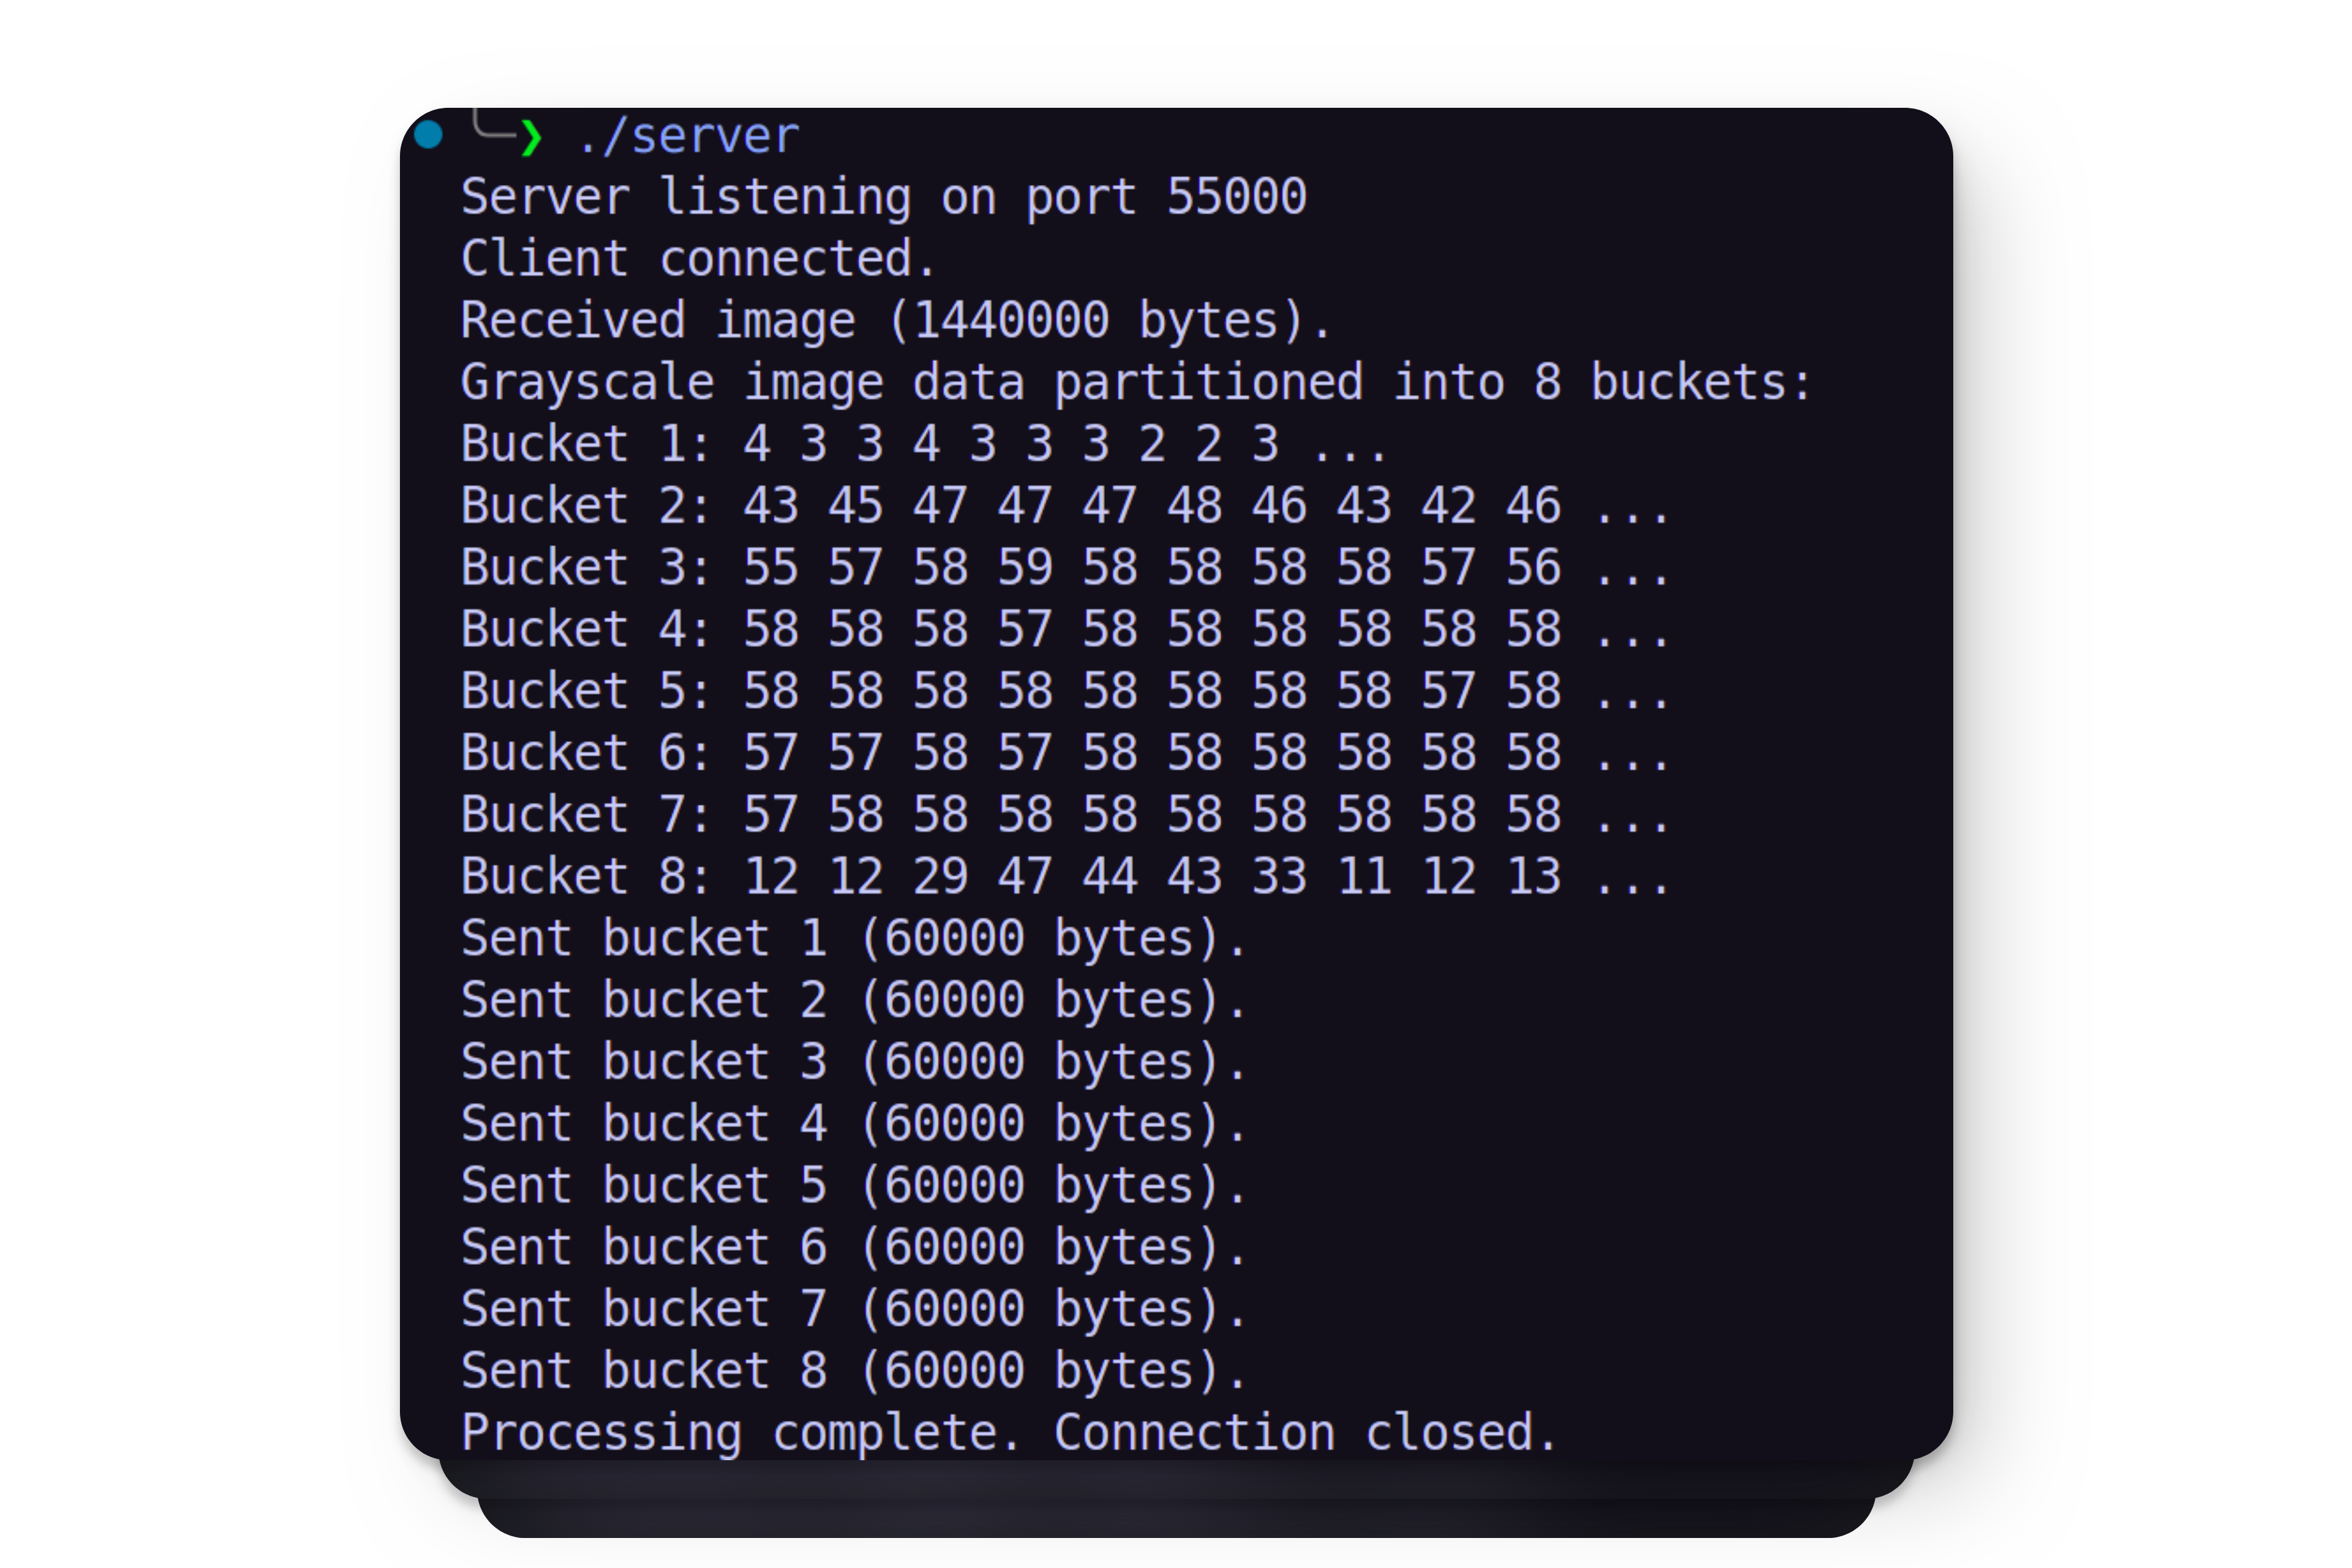 ❯ ./server
Server listening on port 55000
Client connected.
Received image (1440000 bytes).
Grayscale image data partitioned into 8 buckets:
Bucket 1: 4 3 3 4 3 3 3 2 2 3 ...
Bucket 2: 43 45 47 47 47 48 46 43 42 46 ...
Bucket 3: 55 57 58 59 58 58 58 58 57 56 ...
Bucket 4: 58 58 58 57 58 58 58 58 58 58 ...
Bucket 5: 58 58 58 58 58 58 58 58 57 58 ...
Bucket 6: 57 57 58 57 58 58 58 58 58 58 ...
Bucket 7: 57 58 58 58 58 58 58 58 58 58 ...
Bucket 8: 12 12 29 47 44 43 33 11 12 13 ...
Sent bucket 1 (60000 bytes).
Sent bucket 2 (60000 bytes).
Sent bucket 3 (60000 bytes).
Sent bucket 4 (60000 bytes).
Sent bucket 5 (60000 bytes).
Sent bucket 6 (60000 bytes).
Sent bucket 7 (60000 bytes).
Sent bucket 8 (60000 bytes).
Processing complete. Connection closed.